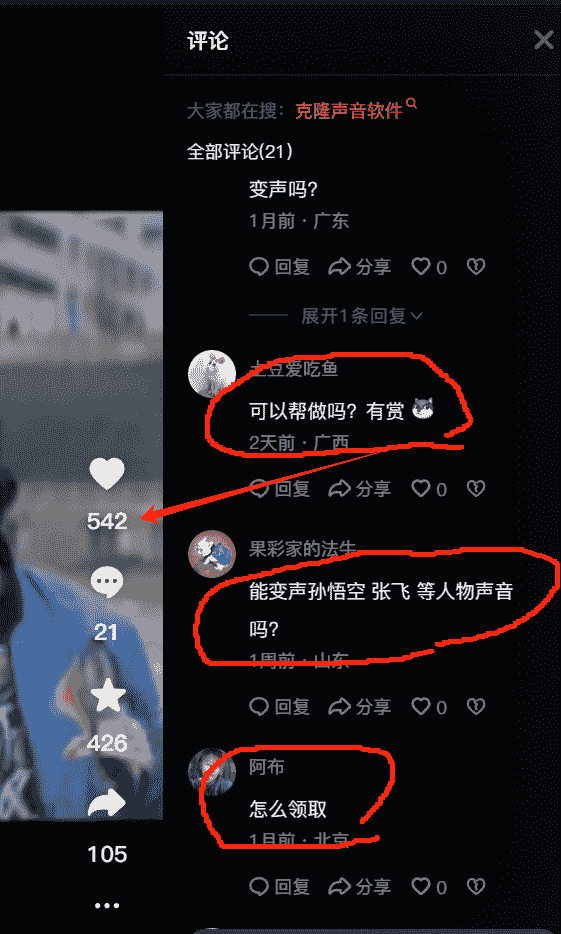 评论
大家都在搜：克隆声音软件
全部评论(21)
变声吗？
1月前·广东
回复 分享 0
展开1条回复
土豆爱吃鱼
可以帮做吗？有赏
2天前·广西
回复 分享 0
果彩家的法牛
能变声孙悟空 张飞 等人物声音
吗？
1周前·山东
回复 分享 0
阿布
怎么领取
1月前·北京
回复 分享 0
542
21
426
105